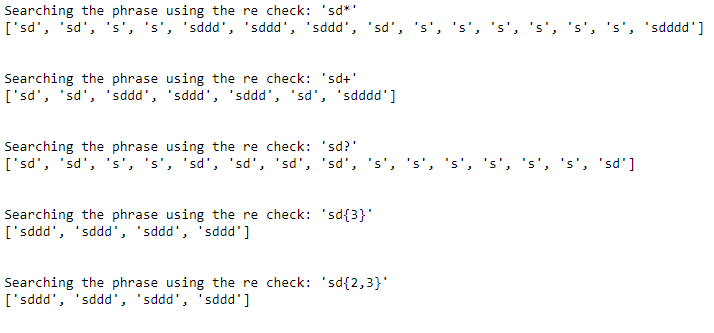 Searching the phrase using the re check: 'sd*'
['sd', 'sd', 's', 's', 'sddd', 'sddd', 'sddd', 'sd', 's', 's', 's', 's', 's', 's', 'sdddd']
Searching the phrase using the re check: 'sd+'
['sd', 'sd', 'sddd', 'sddd', 'sddd', 'sd', 'sdddd']
Searching the phrase using the re check: 'sd?'
['sd', 'sd', 's', 's', 'sd', 'sd', 'sd', 'sd', 's', 's', 's', 's', 's', 's', 'sd']
Searching the phrase using the re check: 'sd{3}'
['sddd', 'sddd', 'sddd', 'sddd']
Searching the phrase using the re check: 'sd{2,3}'
['sddd', 'sddd', 'sddd', 'sddd']